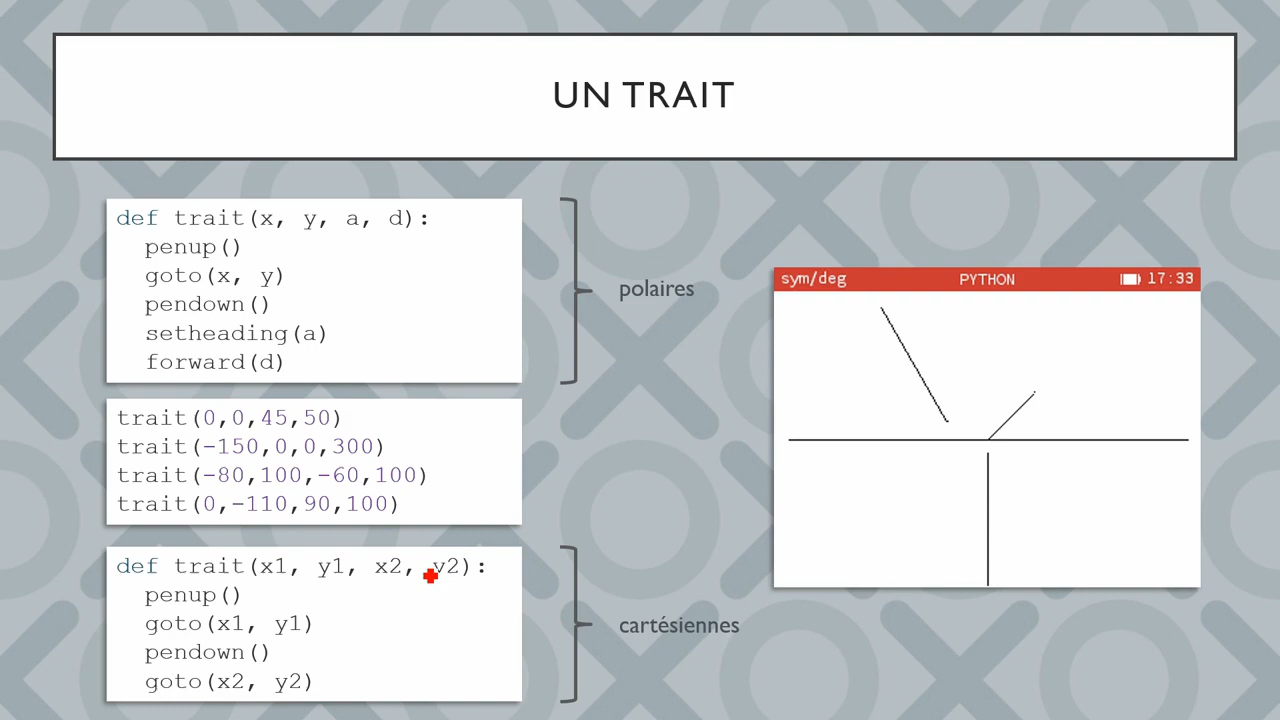 UN TRAIT
def trait(x, y, a, d):
  penup()
  goto(x, y)
  pendown()
  setheading(a)
  forward(d)
polaires
trait(0,0,45,50)
trait(-150,0,0,300)
trait(-80,100,-60,100)
trait(0,-110,90,100)
def trait(x1, y1, x2, y2):
  penup()
  goto(x1, y1)
  pendown()
  goto(x2, y2)
cartésiennes
sym/deg PYTHON 17:33